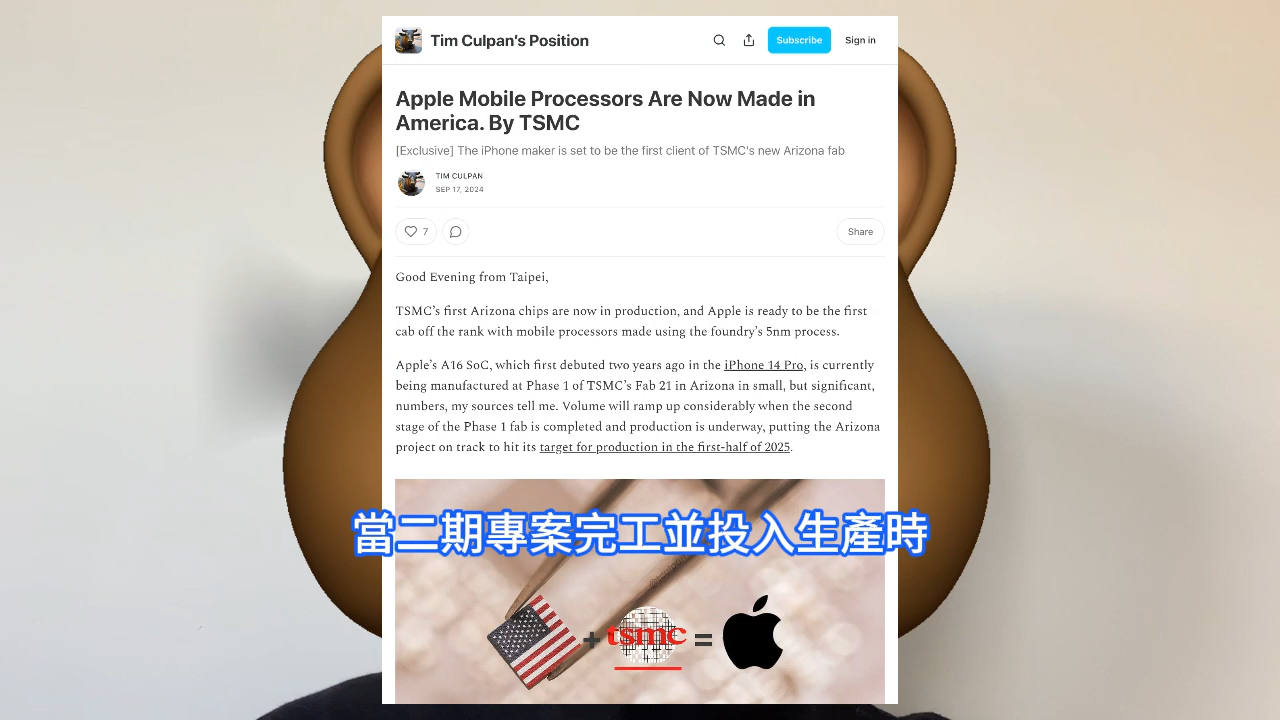 Tim Culpan's Position
Subscribe
Sign in
Apple Mobile Processors Are Now Made in
America. By TSMC
[Exclusive] The iPhone maker is set to be the first client of TSMC's new Arizona fab
TIM CULPAN
SEP 17, 2024
7
Share
Good Evening from Taipei,
TSMC’s first Arizona chips are now in production, and Apple is ready to be the first
cab off the rank with mobile processors made using the foundry’s 5nm process.
Apple’s A16 SoC, which first debuted two years ago in the iPhone 14 Pro, is currently
being manufactured at Phase 1 of TSMC’s Fab 21 in Arizona in small, but significant,
numbers, my sources tell me. Volume will ramp up considerably when the second
stage of the Phase 1 fab is completed and production is underway, putting the Arizona
project on track to hit its target for production in the first-half of 2025.
當二期專案完工並投入生產時
+ tsmc =